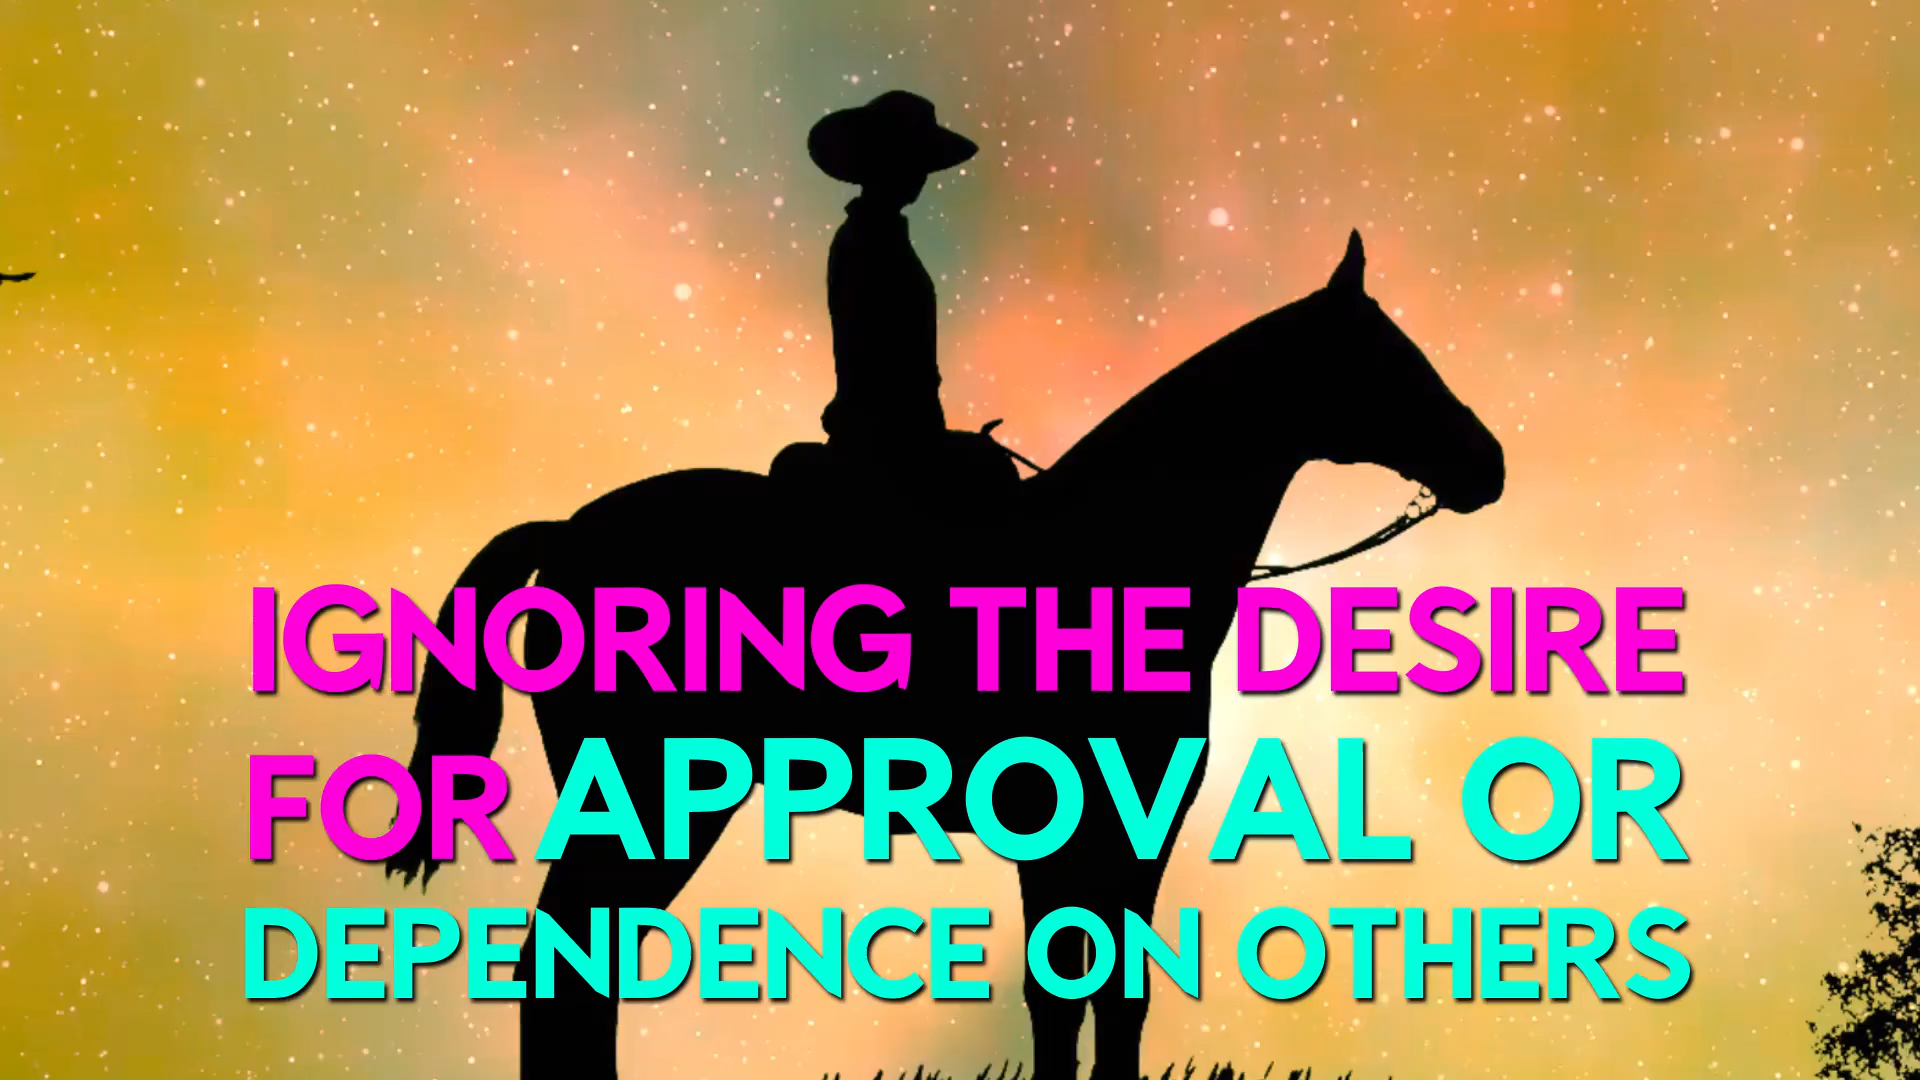 IGNORING THE DESIRE
FOR APPROVAL OR
DEPENDENCE ON OTHERS